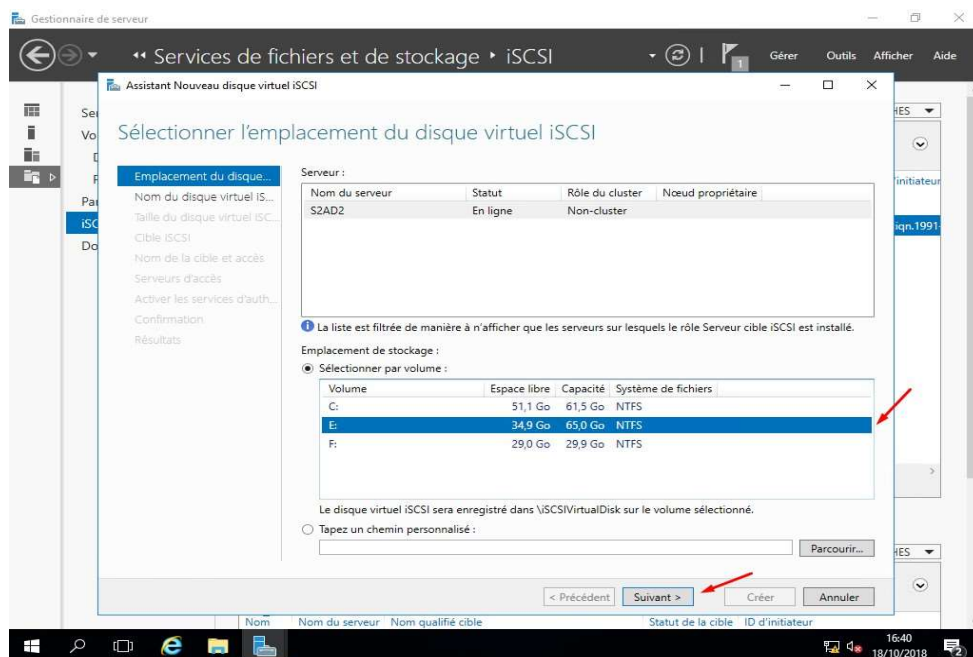 Gestionnaire de serveur
Services de fichiers et de stockage iSCSI
1
Gérer Outils Afficher Aide
Assistant Nouveau disque virtuel iSCSI
Sélectionner l'emplacement du disque virtuel iSCSI
Emplacement du disque...
Nom du disque virtuel iS...
Taille du disque virtuel iSC...
Cible iSCSI
Nom de la cible et accès
Serveurs d'accès
Activer les services d'auth...
Confirmation
Résultats
Serveur :
Nom du serveur Statut Rôle du cluster Nœud propriétaire
S2AD2 En ligne Non-cluster
La liste est filtrée de manière à n'afficher que les serveurs sur lesquels le rôle Serveur cible iSCSI est installé.
Emplacement de stockage :
Sélectionner par volume :
Volume Espace libre Capacité Système de fichiers
C: 51,1 Go 61,5 Go NTFS
E: 34,9 Go 65,0 Go NTFS
F: 29,0 Go 29,9 Go NTFS
Le disque virtuel iSCSI sera enregistré dans \iSCSIVirtualDisk sur le volume sélectionné.
Tapez un chemin personnalisé :
Parcourir...
< Précédent Suivant > Créer Annuler
'initiateur
iqn.1991-
Nom Nom du serveur Nom qualifié cible Statut de la cible ID d'initiateur
16:40
18/10/2018
2